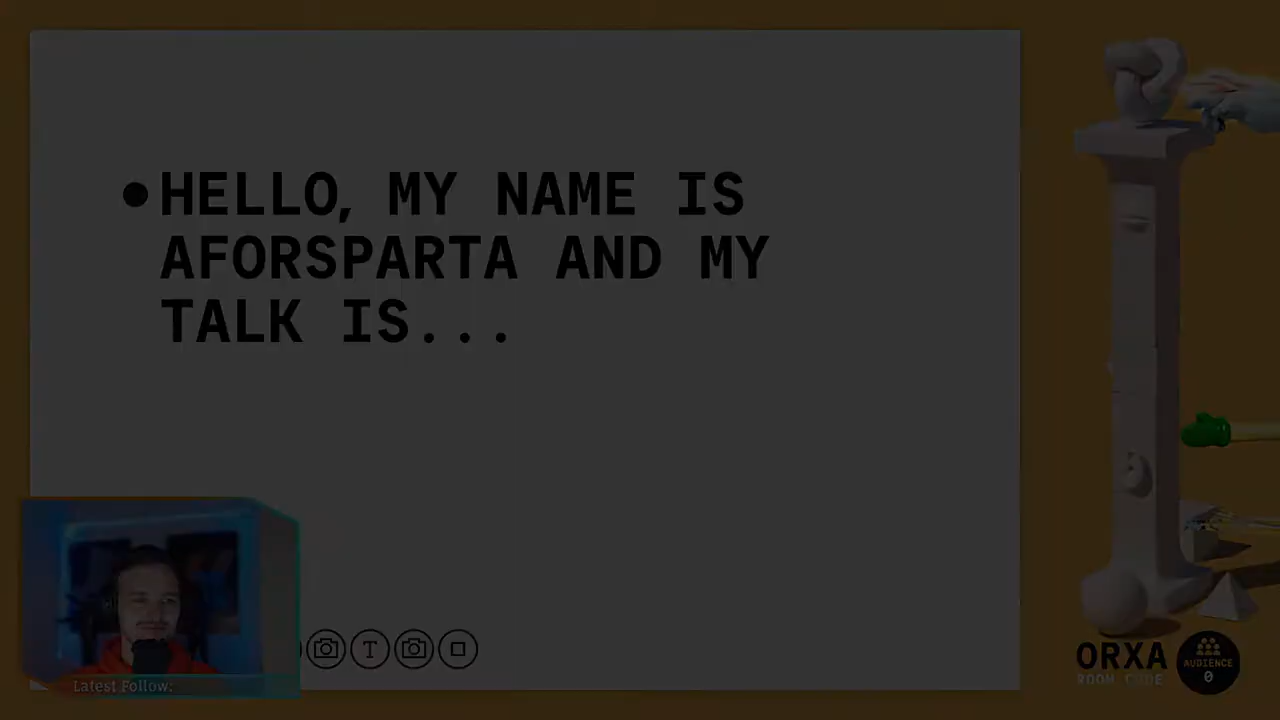 HELLO, MY NAME IS
AFORSPARTA AND MY
TALK IS...
T
Latest Follow:
ORXA
ROOM CODE
AUDIENCE
0